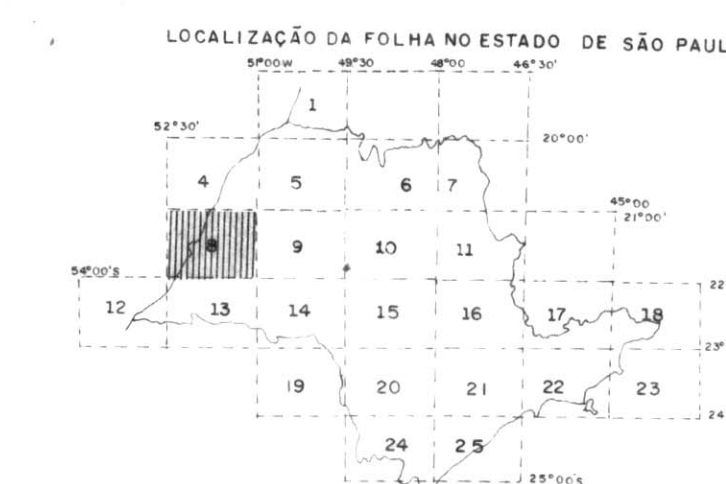 LOCALIZAÇÃO DA FOLHA NO ESTADO DE SÃO PAUL
51°00W 49°30 48°00 46°30'
1
52°30' 20°00'
4 5 6 7
45°00
21°00'
8 9 10 11
54°00's 22
12 13 14 15 16 17 18
23°
19 20 21 22 23
24
24 25
25°00's